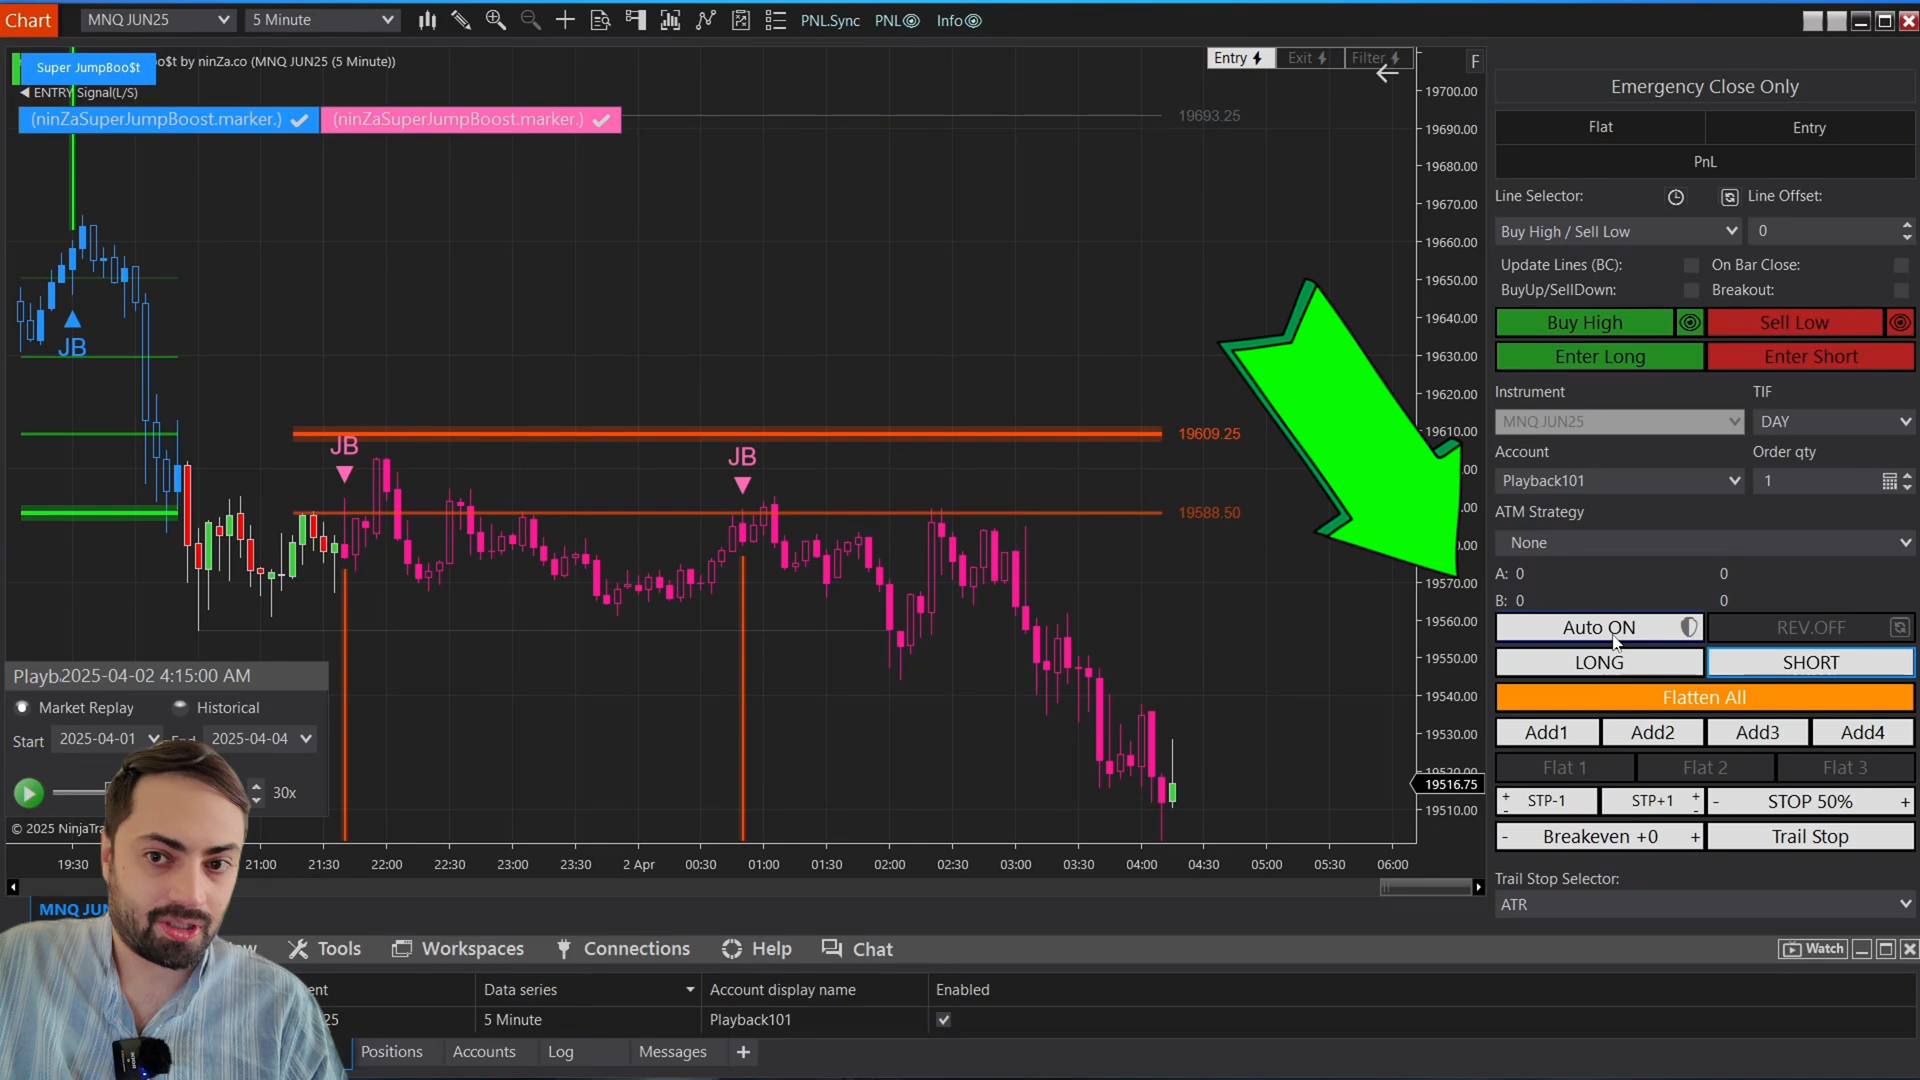 Chart
MNQ JUN25
5 Minute
PNL.Sync
PNL
Info
Super JumpBoo$t
oo$t by ninZa.co (MNQ JUN25 (5 Minute))
Entry
Exit
Filter
F
ENTRY Signal(L/S)
(ninZaSuperJumpBoost.marker.)
(ninZaSuperJumpBoost.marker.)
19693.25
JB
JB
JB
19609.25
19588.50
19700.00
19690.00
19680.00
19670.00
19660.00
19650.00
19640.00
19630.00
19620.00
19610.00
19570.00
19560.00
19550.00
19540.00
19530.00
19516.75
19510.00
Playb
2025-04-02 4:15:00 AM
Market Replay
Historical
Start
2025-04-01
End
2025-04-04
30x
© 2025 NinjaTra
19:30
21:00
21:30
22:00
22:30
23:00
23:30
2 Apr
00:30
01:00
01:30
02:00
02:30
03:00
03:30
04:00
04:30
05:00
05:30
06:00
MNQ JUN
Emergency Close Only
Flat
Entry
PnL
Line Selector:
Line Offset:
Buy High / Sell Low
0
Update Lines (BC):
On Bar Close:
BuyUp/SellDown:
Breakout:
Buy High
Sell Low
Enter Long
Enter Short
Instrument
TIF
MNQ JUN25
DAY
Account
Order qty
Playback101
1
ATM Strategy
None
A: 0
0
B: 0
0
Auto ON
REV.OFF
LONG
SHORT
Flatten All
Add1
Add2
Add3
Add4
Flat 1
Flat 2
Flat 3
+ - STP-1
STP+1 + -
- STOP 50% +
- Breakeven +0 +
Trail Stop
Trail Stop Selector:
ATR
Tools
Workspaces
Connections
Help
Chat
Watch
ent
Data series
Account display name
Enabled
25
5 Minute
Playback101
Positions
Accounts
Log
Messages
+